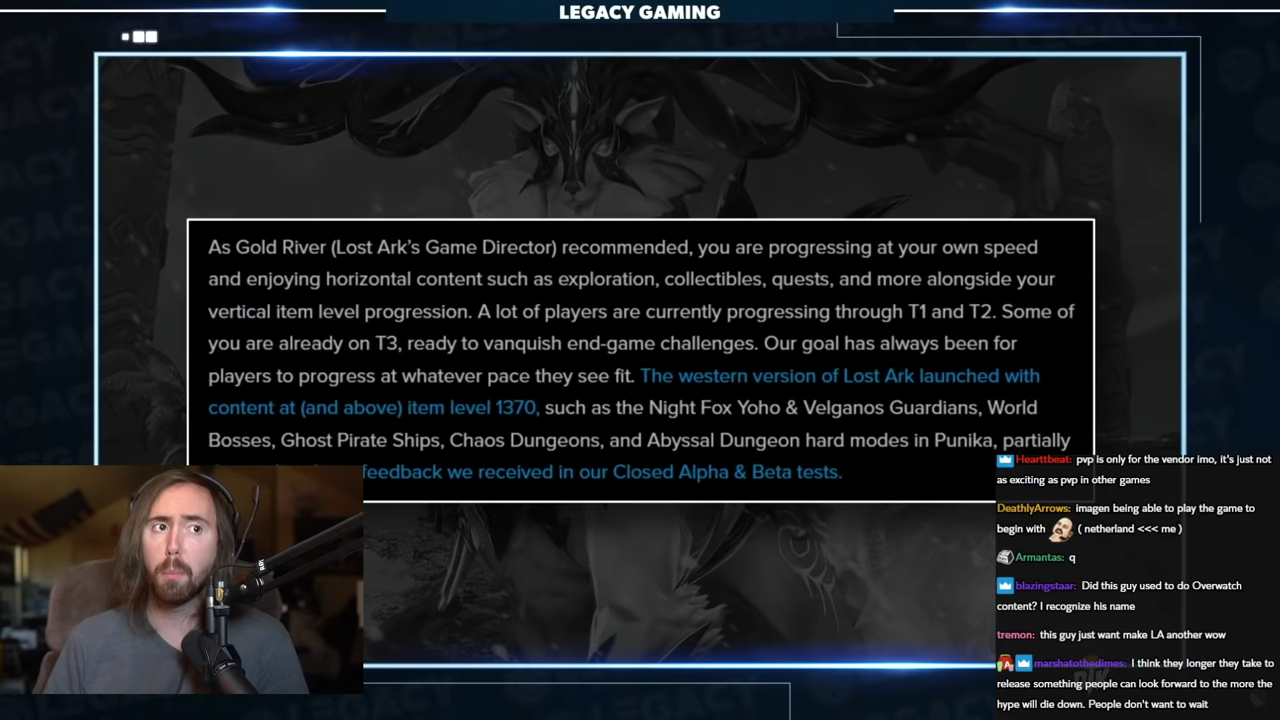 LEGACY GAMING
As Gold River (Lost Ark’s Game Director) recommended, you are progressing at your own speed
and enjoying horizontal content such as exploration, collectibles, quests, and more alongside your
vertical item level progression. A lot of players are currently progressing through T1 and T2. Some of
you are already on T3, ready to vanquish end-game challenges. Our goal has always been for
players to progress at whatever pace they see fit. The western version of Lost Ark launched with
content at (and above) item level 1370, such as the Night Fox Yoho & Velganos Guardians, World
Bosses, Ghost Pirate Ships, Chaos Dungeons, and Abyssal Dungeon hard modes in Punika, partially
feedback we received in our Closed Alpha & Beta tests.
Hearttbeat: pvp is only for the vendor imo, it's just not
as exciting as pvp in other games
DeathlyArrows: imagen being able to play the game to
begin with ( netherland <<< me )
Armantas: q
blazingstaar: Did this guy used to do Overwatch
content? I recognize his name
tremon: this guy just want make LA another wow
marshatothedimes: I think they longer they take to
release something people can look forward to the more the
hype will die down. People don't want to wait